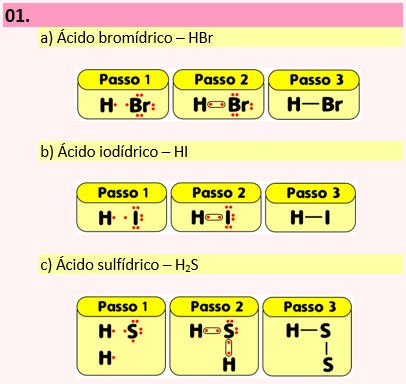 01.
a) Ácido bromídrico – HBr
Passo 1 Passo 2 Passo 3
H Br H Br H—Br
b) Ácido iodídrico – HI
Passo 1 Passo 2 Passo 3
H I H I H—I
c) Ácido sulfídrico – H₂S
Passo 1 Passo 2 Passo 3
H S H S H—S
H H S